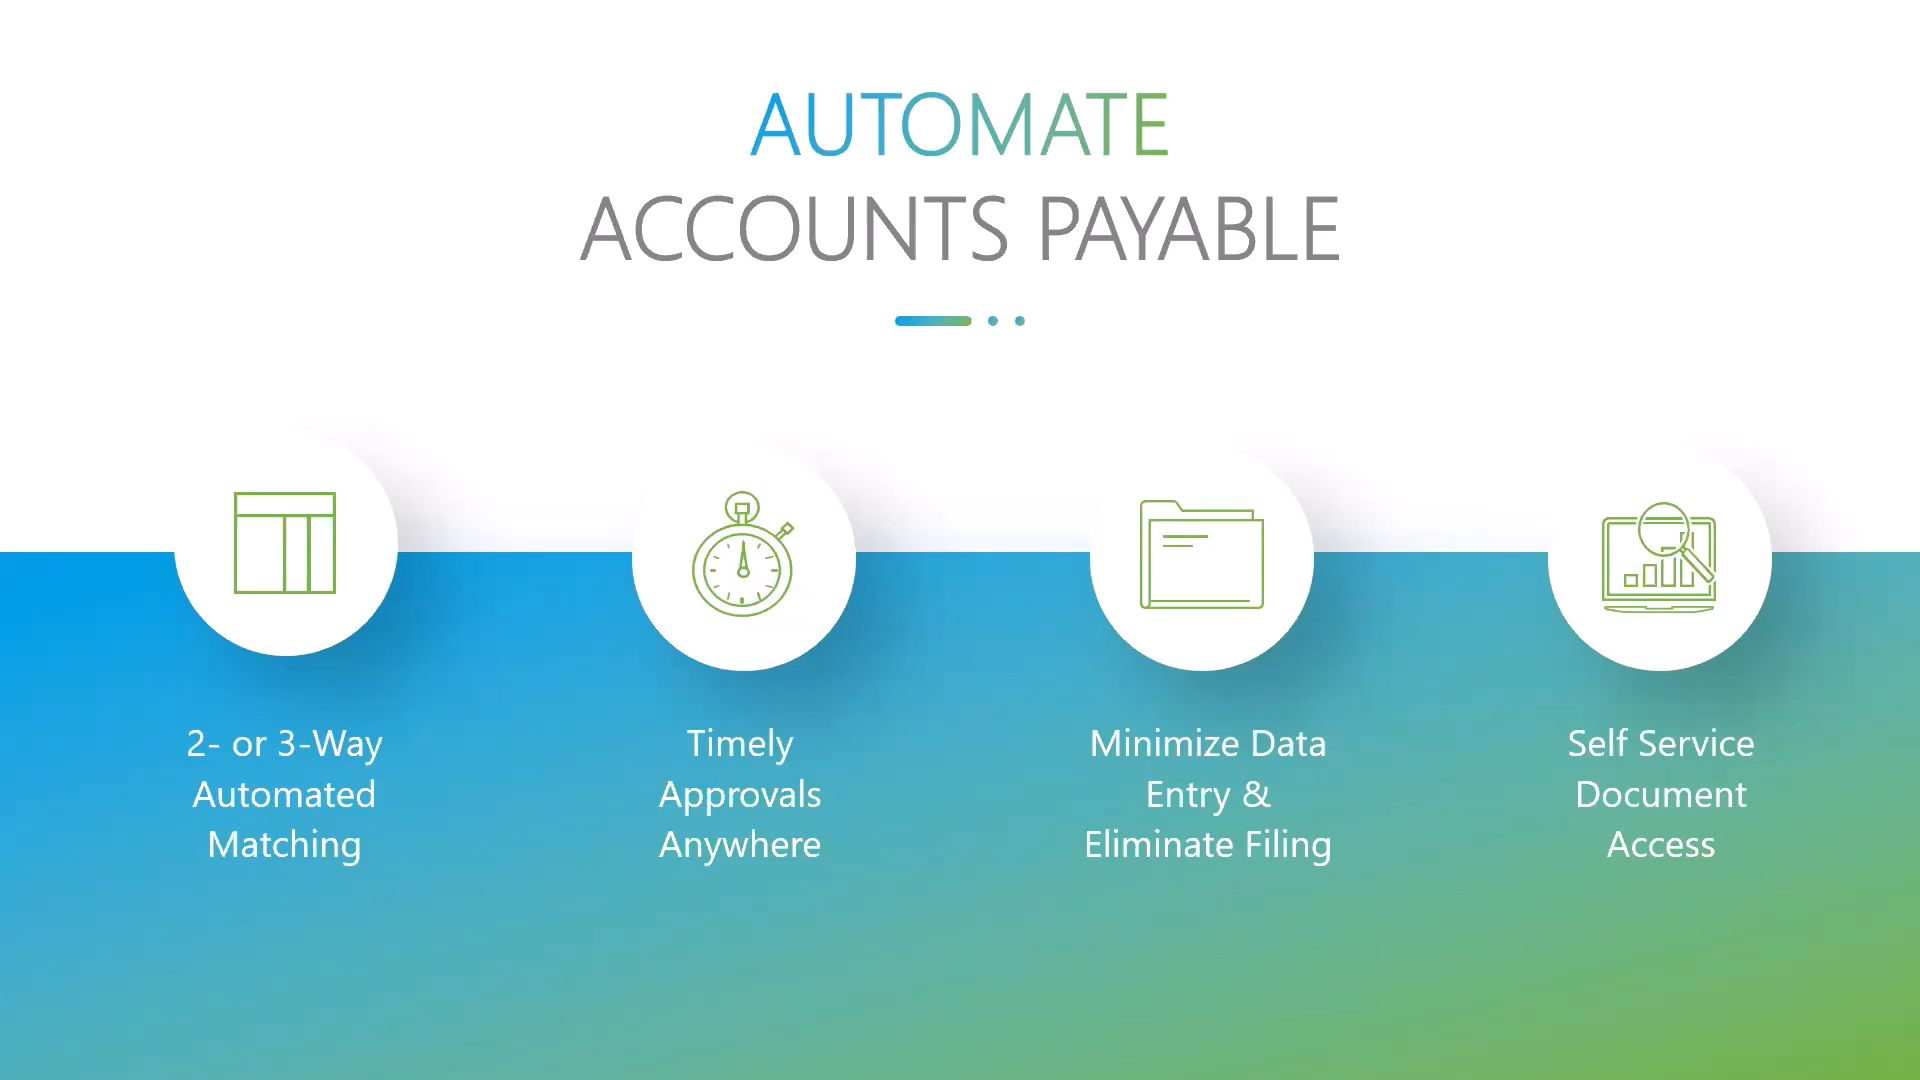 AUTOMATE
ACCOUNTS PAYABLE
2- or 3-Way
Automated
Matching
Timely
Approvals
Anywhere
Minimize Data
Entry &
Eliminate Filing
Self Service
Document
Access